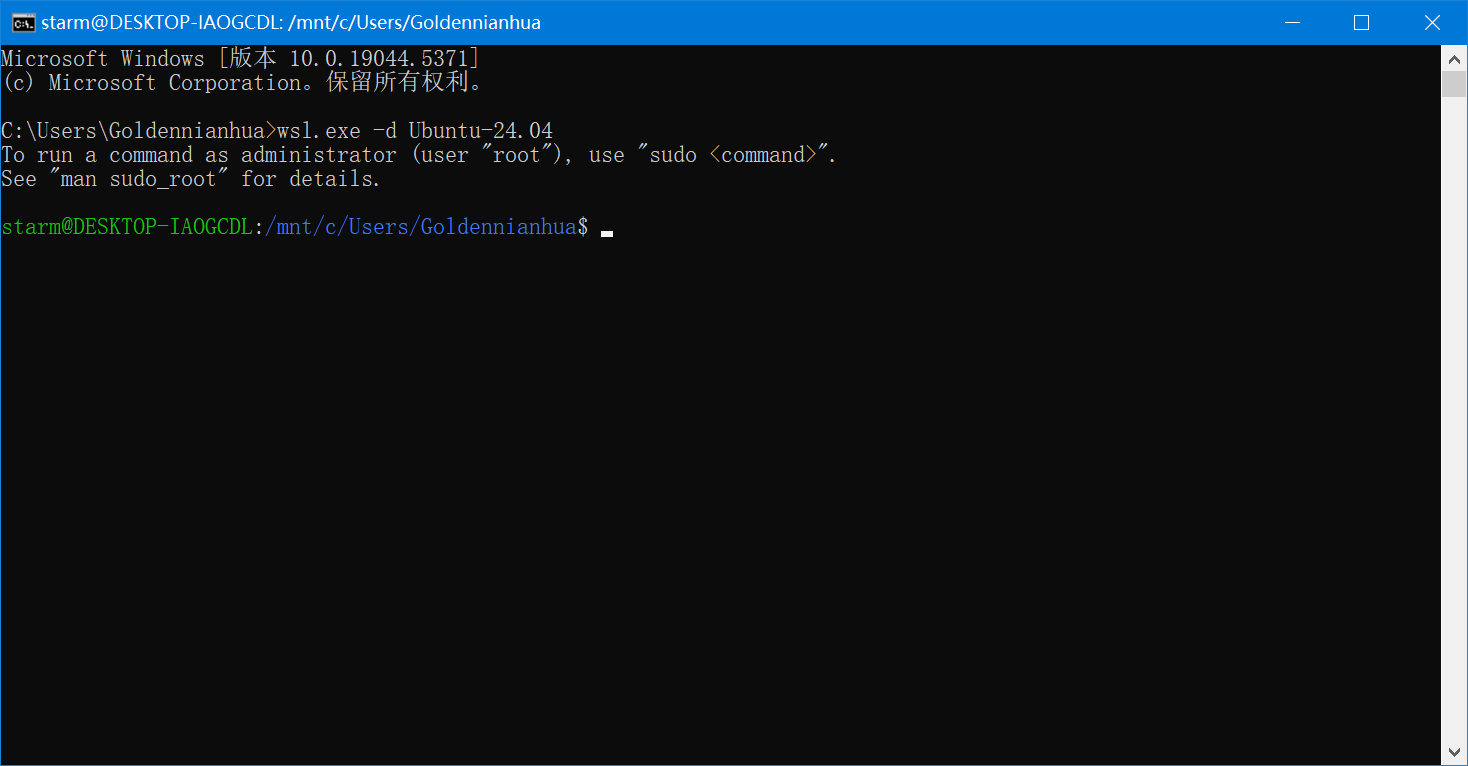 starm@DESKTOP-IAOGCDL: /mnt/c/Users/Goldennianhua
Microsoft Windows [版本 10.0.19044.5371]
(c) Microsoft Corporation。保留所有权利。
C:\Users\Goldennianhua>wsl.exe -d Ubuntu-24.04
To run a command as administrator (user "root"), use "sudo <command>".
See "man sudo_root" for details.
starm@DESKTOP-IAOGCDL:/mnt/c/Users/Goldennianhua$